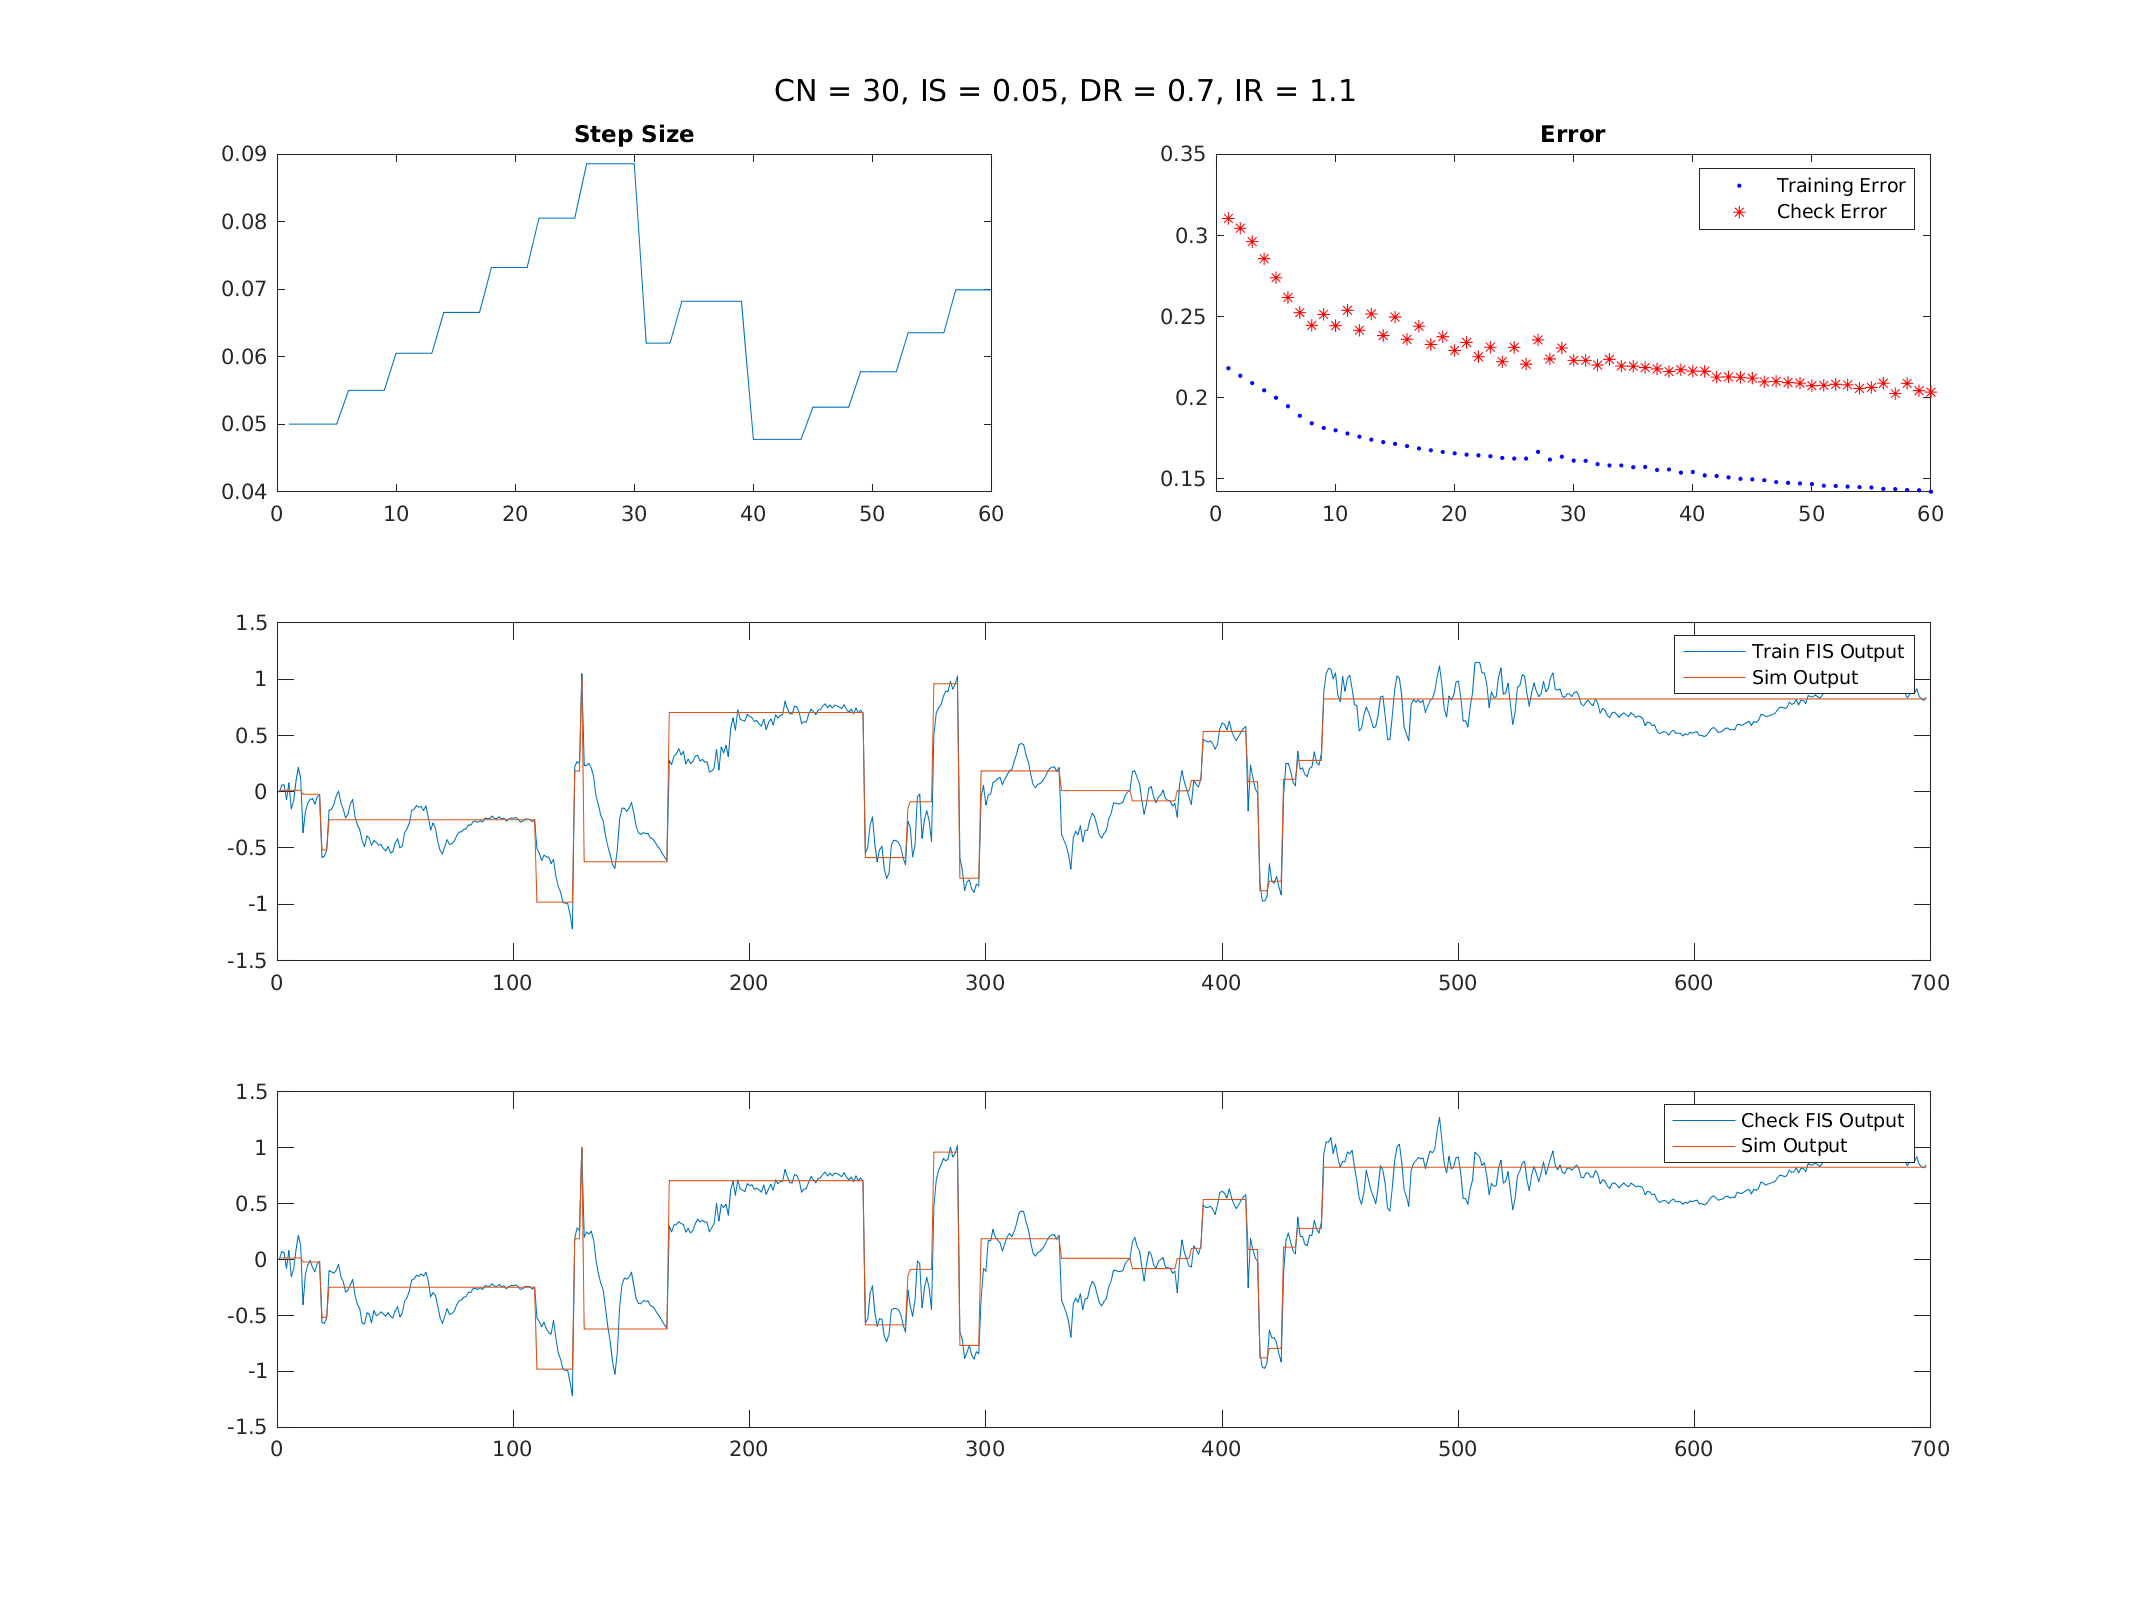 CN = 30, IS = 0.05, DR = 0.7, IR = 1.1
Step Size
0.09
0.08
0.07
0.06
0.05
0.04
0 10 20 30 40 50 60
Error
0.35
0.3
0.25
0.2
0.15
0 10 20 30 40 50 60
Training Error
Check Error
1.5
1
0.5
0
-0.5
-1
-1.5
0 100 200 300 400 500 600 700
Train FIS Output
Sim Output
1.5
1
0.5
0
-0.5
-1
-1.5
0 100 200 300 400 500 600 700
Check FIS Output
Sim Output